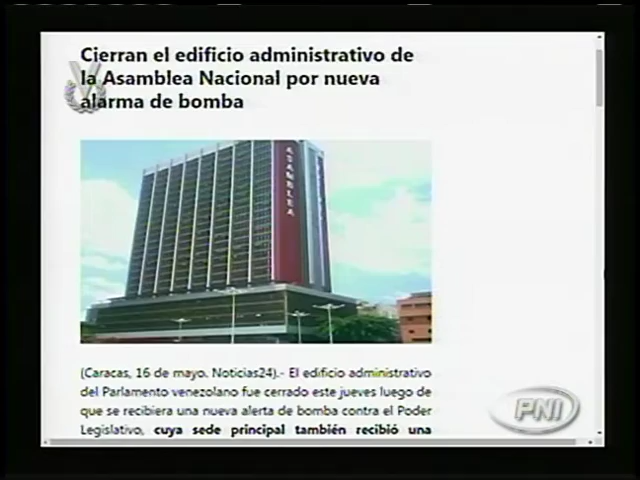 Cierran el edificio administrativo de
la Asamblea Nacional por nueva
alarma de bomba
ASAMBLEA
(Caracas, 16 de mayo. Noticias24).- El edificio administrativo
del Parlamento venezolano fue cerrado este jueves luego de
que se recibiera una nueva alerta de bomba contra el Poder
Legislativo, cuya sede principal también recibió una
PNI